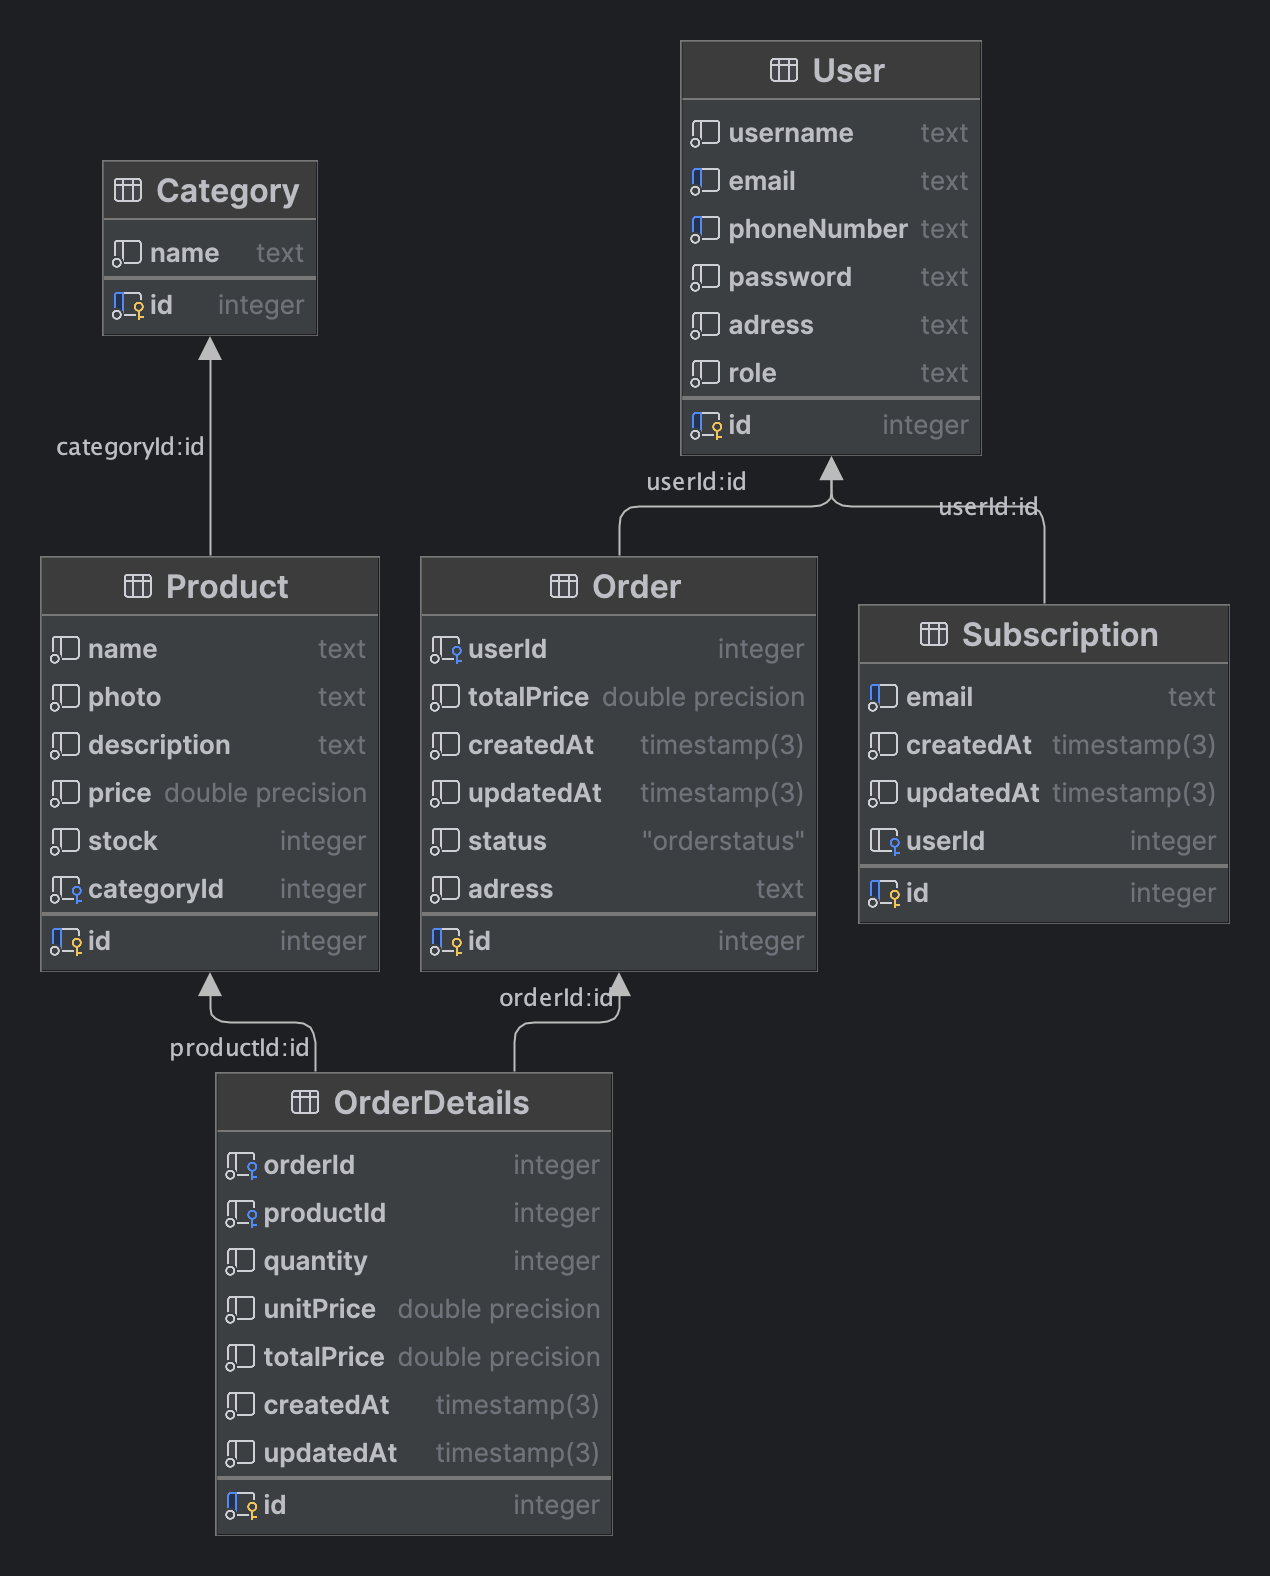 User
username text
email text
phoneNumber text
password text
adress text
role text
id integer
Category
name text
id integer
categoryId:id
userId:id
userId:id
Product
name text
photo text
description text
price double precision
stock integer
categoryId integer
id integer
Order
userId integer
totalPrice double precision
createdAt timestamp(3)
updatedAt timestamp(3)
status "orderstatus"
adress text
id integer
Subscription
email text
createdAt timestamp(3)
updatedAt timestamp(3)
userId integer
id integer
orderId:id
productId:id
OrderDetails
orderId integer
productId integer
quantity integer
unitPrice double precision
totalPrice double precision
createdAt timestamp(3)
updatedAt timestamp(3)
id integer